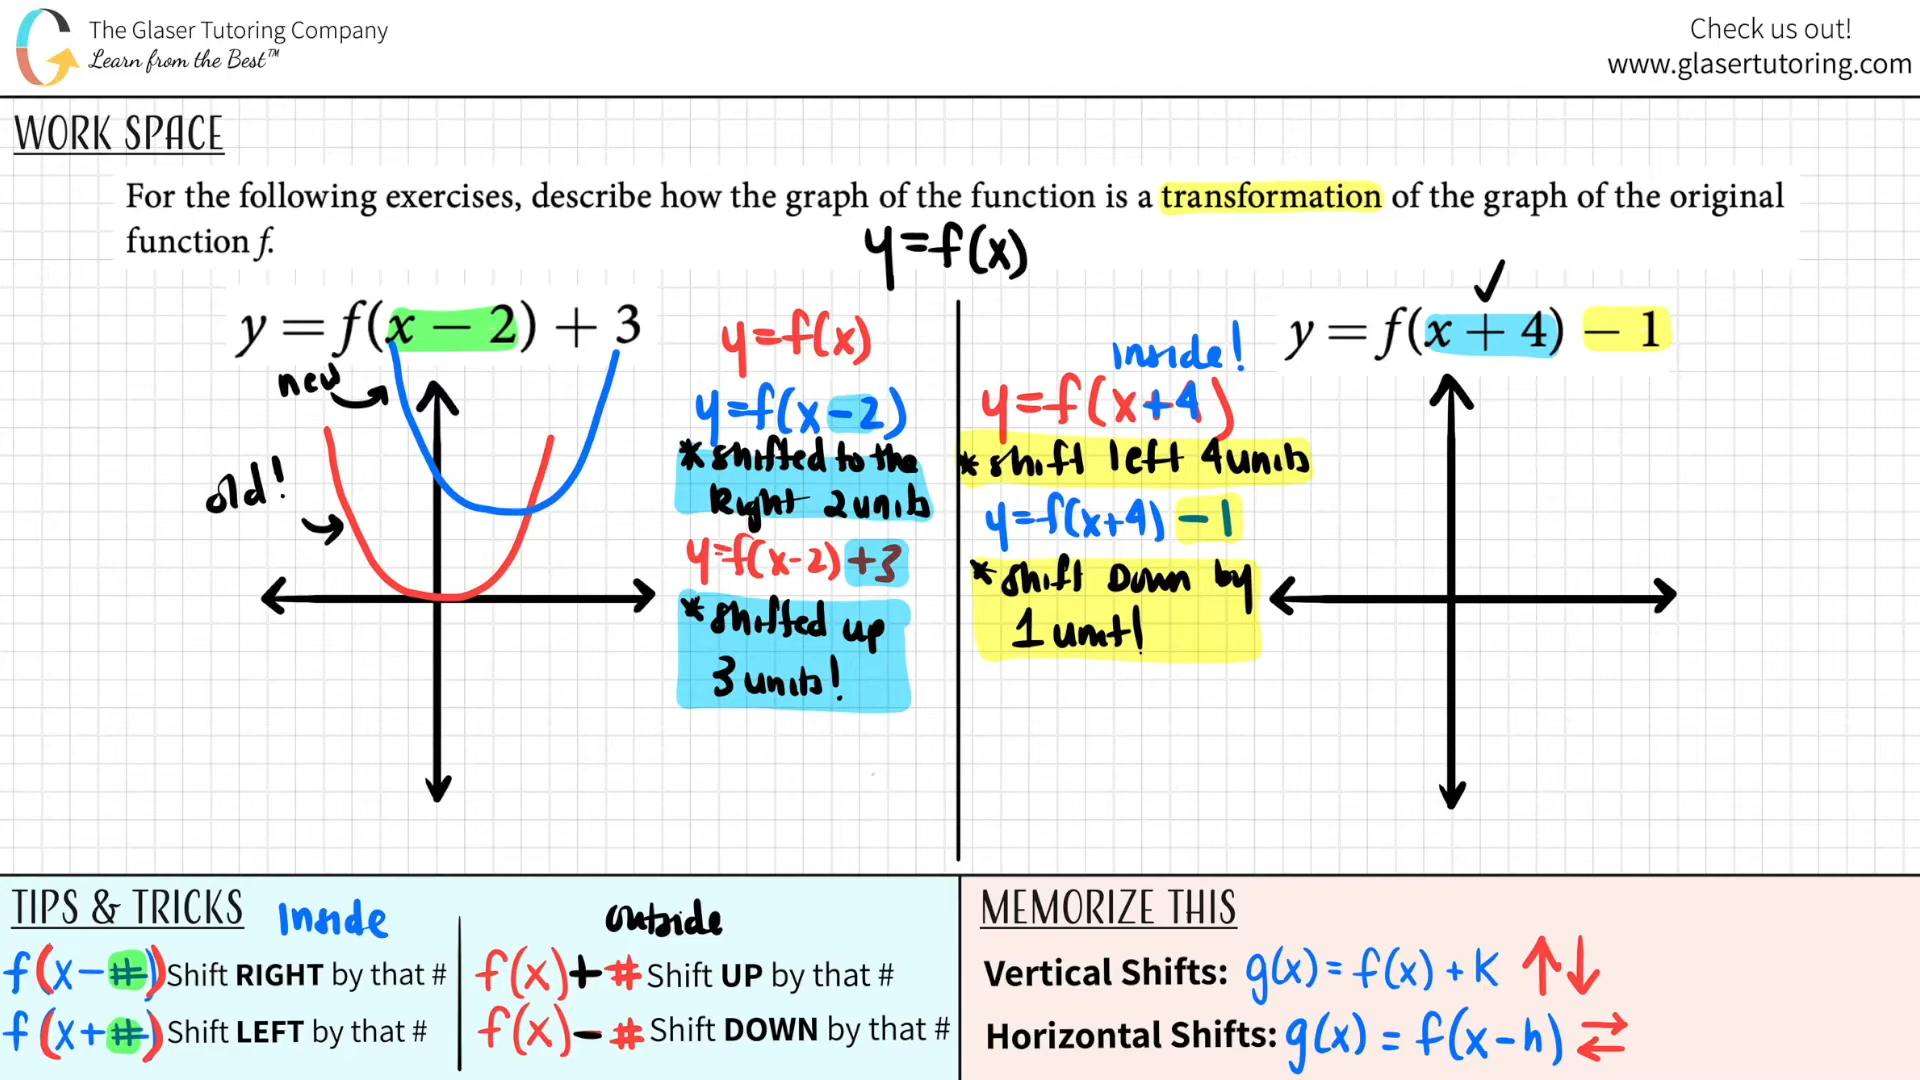 The Glaser Tutoring Company
Learn from the Best™
Check us out!
www.glasertutoring.com
WORK SPACE
For the following exercises, describe how the graph of the function is a transformation of the graph of the original
function f.
y=f(x)
y = f(x − 2) + 3
new
old!
y=f(x)
y=f(x-2)
*shifted to the
Right 2 units
y=f(x-2)+3
*shifted up
3 units!
y = f(x + 4) − 1
✓
inside!
y=f(x+4)
*shift left 4 units
y=f(x+4) -1
*shift Down by
1 unit!
TIPS & TRICKS
Inside
f(x-#) Shift RIGHT by that #
f(x+#) Shift LEFT by that #
outside
f(x)+# Shift UP by that #
f(x)-# Shift DOWN by that #
MEMORIZE THIS
Vertical Shifts: g(x) = f(x) + K ↑↓
Horizontal Shifts: g(x) = f(x-h) ⇄